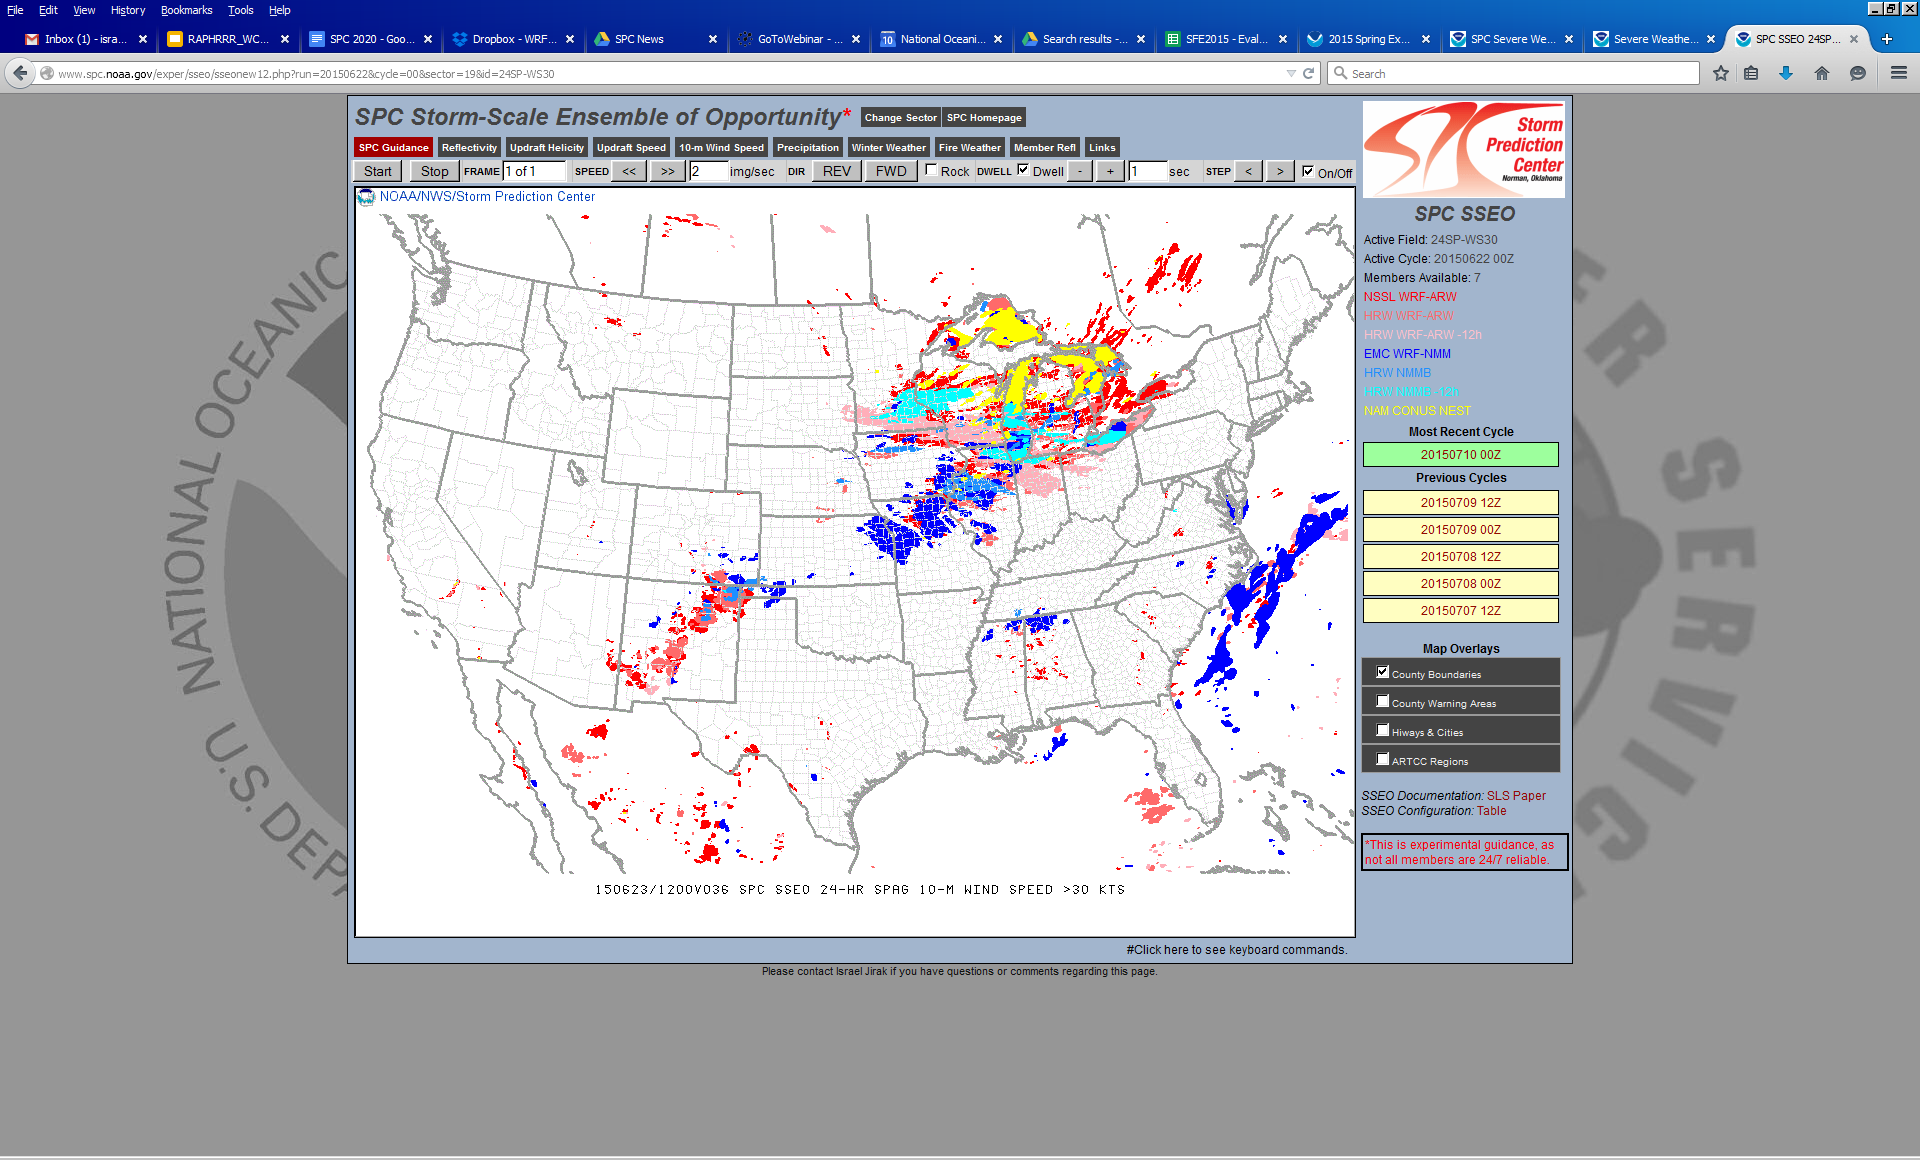 File Edit View History Bookmarks Tools Help
Inbox (1) - isra... RAPHRRR_WC... SPC 2020 - Goo... Dropbox - WRF... SPC News GoToWebinar - ... National Oceani... Search results -... SFE2015 - Eval... 2015 Spring Ex... SPC Severe We... Severe Weathe... SPC SSEO 24SP...
www.spc.noaa.gov/exper/sseo/sseonew12.php?run=20150622&cycle=00&sector=19&id=24SP-WS30 Search
SPC Storm-Scale Ensemble of Opportunity* Change Sector SPC Homepage
SPC Guidance Reflectivity Updraft Helicity Updraft Speed 10-m Wind Speed Precipitation Winter Weather Fire Weather Member Refl Links
Start Stop FRAME 1 of 1 SPEED << >> 2 img/sec DIR REV FWD Rock DWELL Dwell - + 1 sec STEP < > On/Off
NOAA/NWS/Storm Prediction Center
150623/1200V036 SPC SSEO 24-HR SPAG 10-M WIND SPEED >30 KTS
#Click here to see keyboard commands.
Please contact Israel Jirak if you have questions or comments regarding this page.
Storm
Prediction
Center
Norman, Oklahoma
SPC SSEO
Active Field: 24SP-WS30
Active Cycle: 20150622 00Z
Members Available: 7
NSSL WRF-ARW
HRW WRF-ARW
HRW WRF-ARW -12h
EMC WRF-NMM
HRW NMMB
HRW NMMB -12h
NAM CONUS NEST
Most Recent Cycle
20150710 00Z
Previous Cycles
20150709 12Z
20150709 00Z
20150708 12Z
20150708 00Z
20150707 12Z
Map Overlays
County Boundaries
County Warning Areas
Hiways & Cities
ARTCC Regions
SSEO Documentation: SLS Paper
SSEO Configuration: Table
*This is experimental guidance, as
not all members are 24/7 reliable.
NATIONAL OCEANIC
U.S. DEPA
ER SERVIC